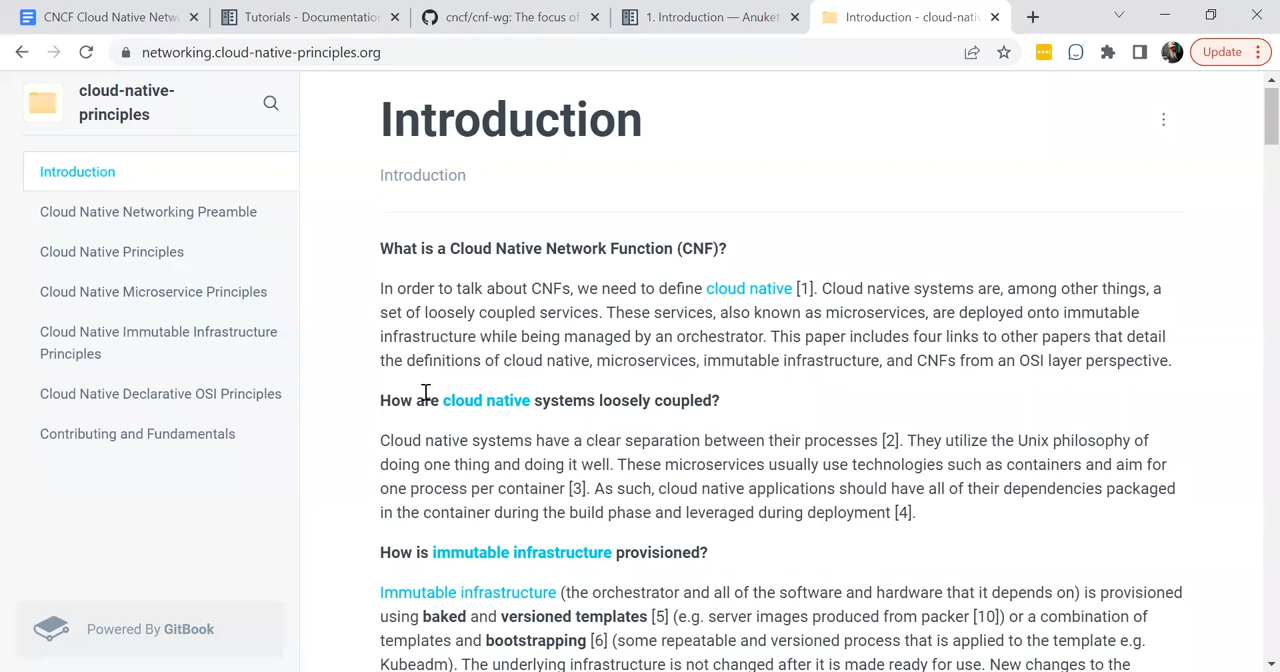 CNCF Cloud Native Netw
Tutorials - Documentation
cncf/cnf-wg: The focus of
1. Introduction — Anuket
Introduction - cloud-nativ
networking.cloud-native-principles.org
Update
cloud-native-
principles
Introduction
Cloud Native Networking Preamble
Cloud Native Principles
Cloud Native Microservice Principles
Cloud Native Immutable Infrastructure
Principles
Cloud Native Declarative OSI Principles
Contributing and Fundamentals
Powered By GitBook
Introduction
Introduction
What is a Cloud Native Network Function (CNF)?
In order to talk about CNFs, we need to define cloud native [1]. Cloud native systems are, among other things, a
set of loosely coupled services. These services, also known as microservices, are deployed onto immutable
infrastructure while being managed by an orchestrator. This paper includes four links to other papers that detail
the definitions of cloud native, microservices, immutable infrastructure, and CNFs from an OSI layer perspective.
How are cloud native systems loosely coupled?
Cloud native systems have a clear separation between their processes [2]. They utilize the Unix philosophy of
doing one thing and doing it well. These microservices usually use technologies such as containers and aim for
one process per container [3]. As such, cloud native applications should have all of their dependencies packaged
in the container during the build phase and leveraged during deployment [4].
How is immutable infrastructure provisioned?
Immutable infrastructure (the orchestrator and all of the software and hardware that it depends on) is provisioned
using baked and versioned templates [5] (e.g. server images produced from packer [10]) or a combination of
templates and bootstrapping [6] (some repeatable and versioned process that is applied to the template e.g.
Kubeadm). The underlying infrastructure is not changed after it is made ready for use. New changes to the